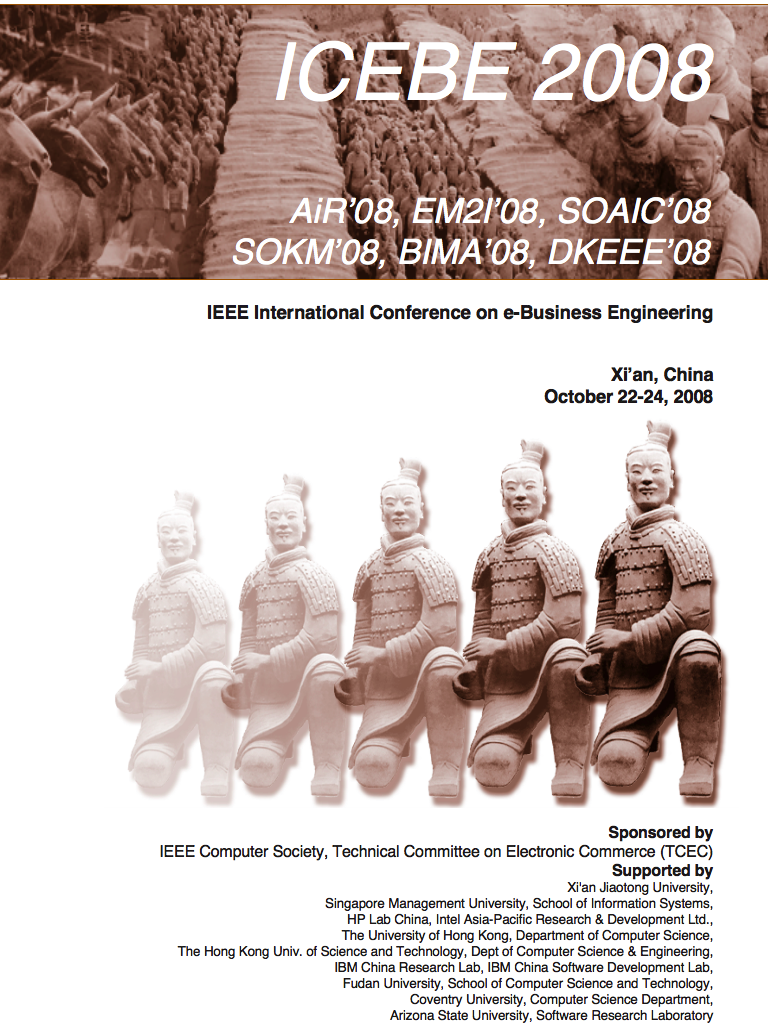 ICEBE 2008
AiR’08, EM2I’08, SOAIC’08
SOKM’08, BIMA’08, DKEEE’08
IEEE International Conference on e-Business Engineering
Xi’an, China
October 22-24, 2008
Sponsored by
IEEE Computer Society, Technical Committee on Electronic Commerce (TCEC)
Supported by
Xi'an Jiaotong University,
Singapore Management University, School of Information Systems,
HP Lab China, Intel Asia-Pacific Research & Development Ltd.,
The University of Hong Kong, Department of Computer Science,
The Hong Kong Univ. of Science and Technology, Dept of Computer Science & Engineering,
IBM China Research Lab, IBM China Software Development Lab,
Fudan University, School of Computer Science and Technology,
Coventry University, Computer Science Department,
Arizona State University, Software Research Laboratory